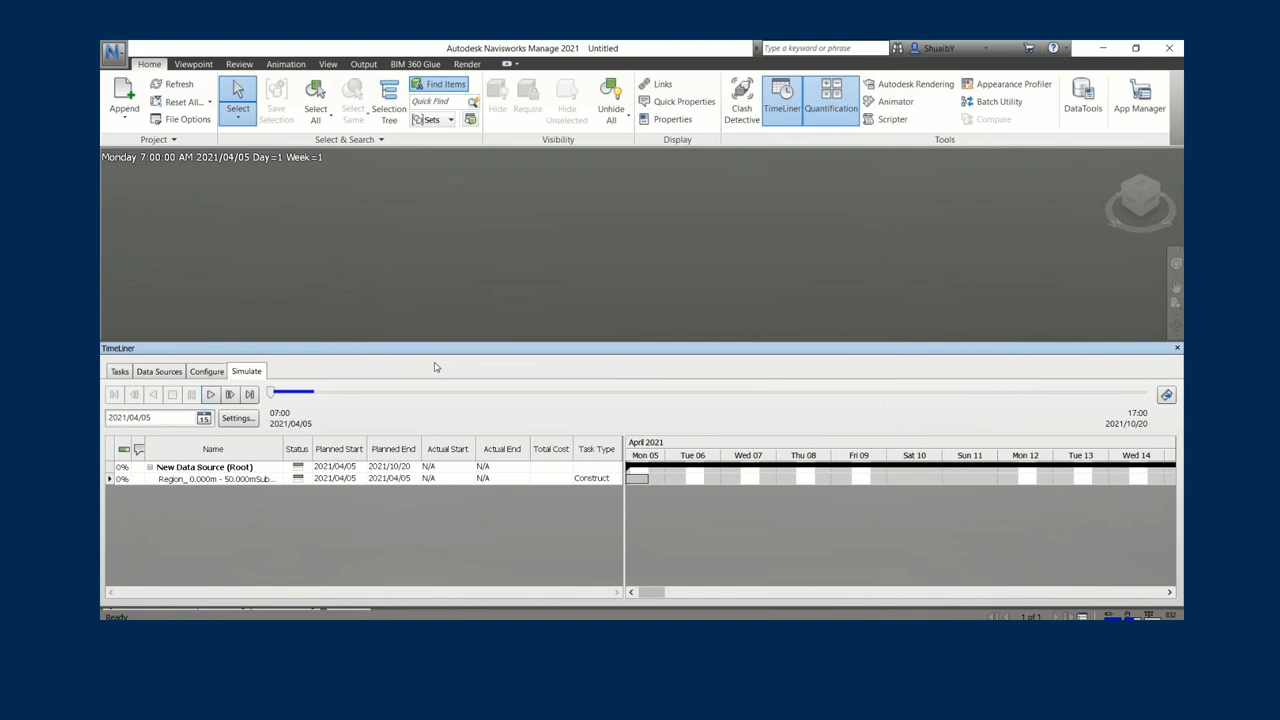 Autodesk Navisworks Manage 2021 Untitled
Type a keyword or phrase
ShuaibY
Home Viewpoint Review Animation View Output BIM 360 Glue Render
Append
Refresh
Reset All...
File Options
Project
Select
Save Selection
Select All
Select Same
Selection Tree
Find Items
Quick Find
Sets
Select & Search
Hide
Require
Hide Unselected
Unhide All
Visibility
Links
Quick Properties
Properties
Display
Clash Detective
TimeLiner
Quantification
Autodesk Rendering
Animator
Scripter
Appearance Profiler
Batch Utility
Compare
DataTools
App Manager
Tools
Monday 7:00:00 AM 2021/04/05 Day=1 Week=1
TimeLiner
Tasks Data Sources Configure Simulate
07:00
2021/04/05
17:00
2021/10/20
2021/04/05 15 Settings...
April 2021
Name Status Planned Start Planned End Actual Start Actual End Total Cost Task Type
Mon 05 Tue 06 Wed 07 Thu 08 Fri 09 Sat 10 Sun 11 Mon 12 Tue 13 Wed 14
0% New Data Source (Root) 2021/04/05 2021/10/20 N/A N/A
0% Region_ 0.000m - 50.000mSub... 2021/04/05 2021/04/05 N/A N/A Construct
Ready
1 of 1
832